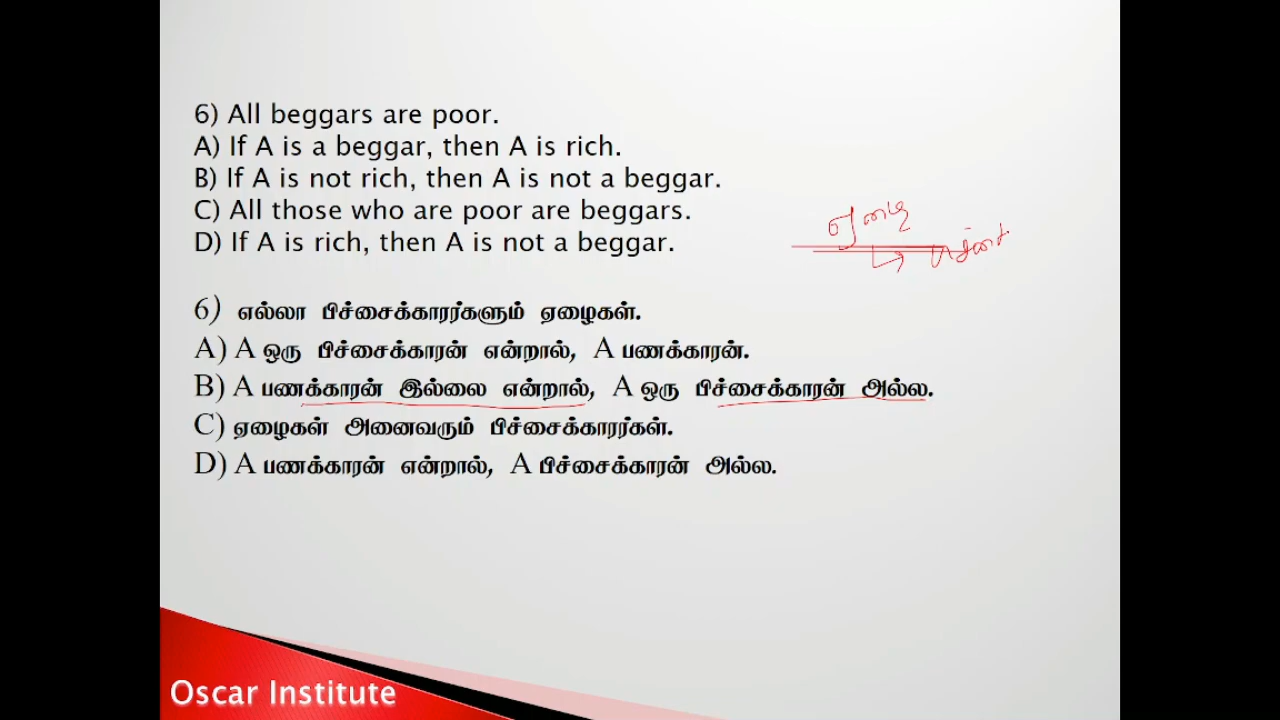 6) All beggars are poor.
A) If A is a beggar, then A is rich.
B) If A is not rich, then A is not a beggar.
C) All those who are poor are beggars.
D) If A is rich, then A is not a beggar.
ஏழை
6) எல்லா பிச்சைக்காரர்களும் ஏழைகள்.
A) A ஒரு பிச்சைக்காரன் என்றால், A பணக்காரன்.
B) A பணக்காரன் இல்லை என்றால், A ஒரு பிச்சைக்காரன் அல்ல.
C) ஏழைகள் அனைவரும் பிச்சைக்காரர்கள்.
D) A பணக்காரன் என்றால், A பிச்சைக்காரன் அல்ல.
Oscar Institute